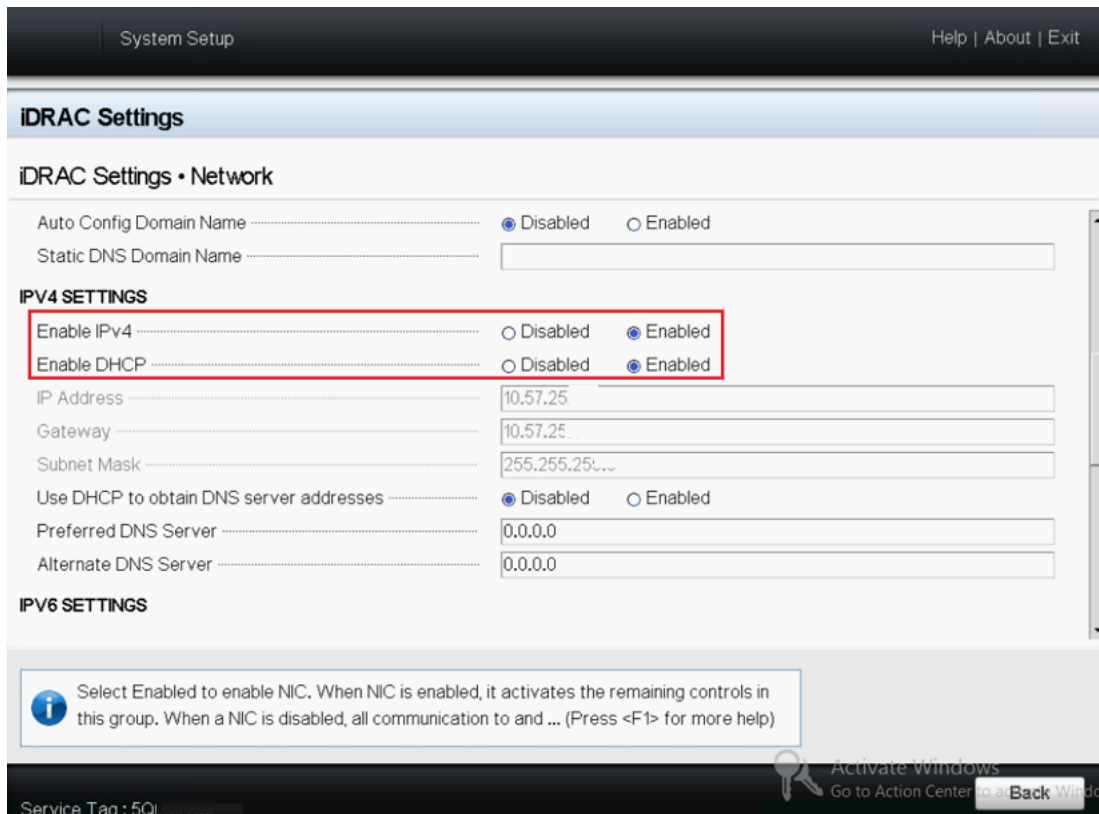 System Setup
Help | About | Exit
iDRAC Settings
iDRAC Settings • Network
Auto Config Domain Name Disabled Enabled
Static DNS Domain Name
IPV4 SETTINGS
Enable IPv4 Disabled Enabled
Enable DHCP Disabled Enabled
IP Address 10.57.25
Gateway 10.57.25
Subnet Mask
Use DHCP to obtain DNS server addresses Disabled Enabled
Preferred DNS Server 0.0.0.0
Alternate DNS Server 0.0.0.0
IPV6 SETTINGS
Select Enabled to enable NIC. When NIC is enabled, it activates the remaining controls in
this group. When a NIC is disabled, all communication to and ... (Press <F1> for more help)
Activate Windows
Go to Action Center to
Back
Service Tag :